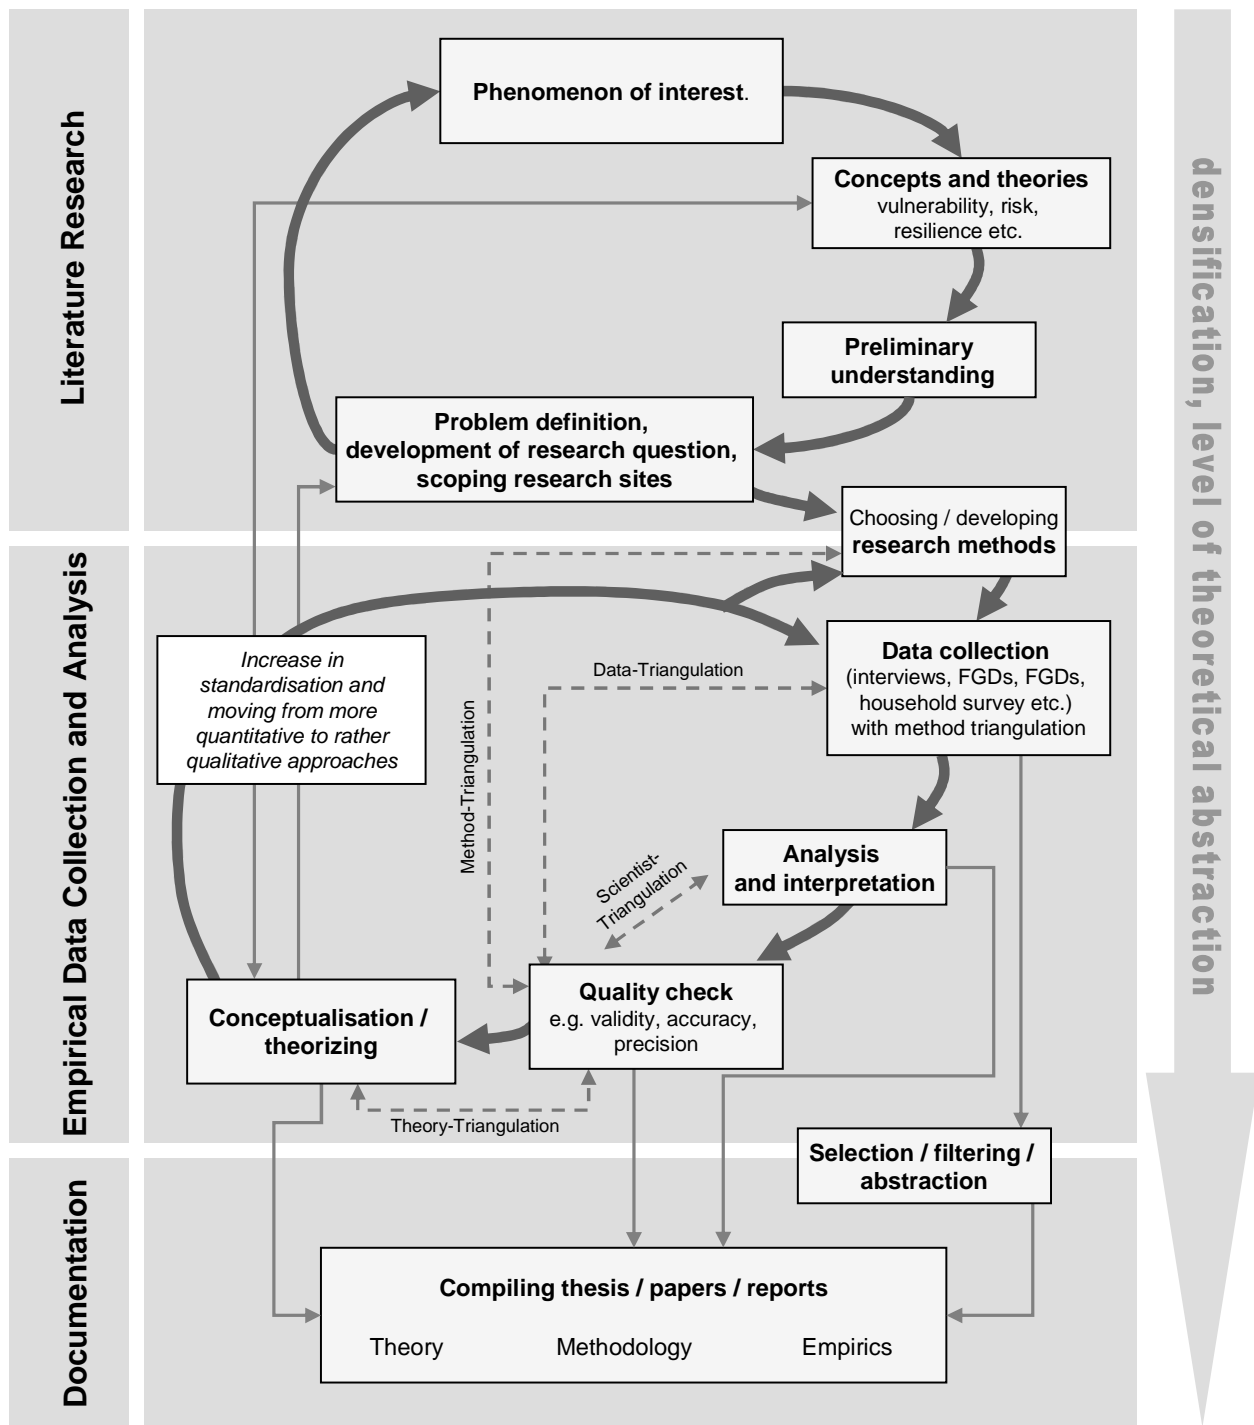 Literature Research
Phenomenon of interest.
Concepts and theories
vulnerability, risk,
resilience etc.
Preliminary
understanding
Problem definition,
development of research question,
scoping research sites
Choosing / developing
research methods
densification, level of theoretical abstraction
Empirical Data Collection and Analysis
Increase in
standardisation and
moving from more
quantitative to rather
qualitative approaches
Method-Triangulation
Data-Triangulation
Data collection
(interviews, FGDs, FGDs,
household survey etc.)
with method triangulation
Scientist-
Triangulation
Analysis
and interpretation
Quality check
e.g. validity, accuracy,
precision
Conceptualisation /
theorizing
Theory-Triangulation
Selection / filtering /
abstraction
Documentation
Compiling thesis / papers / reports
Theory Methodology Empirics